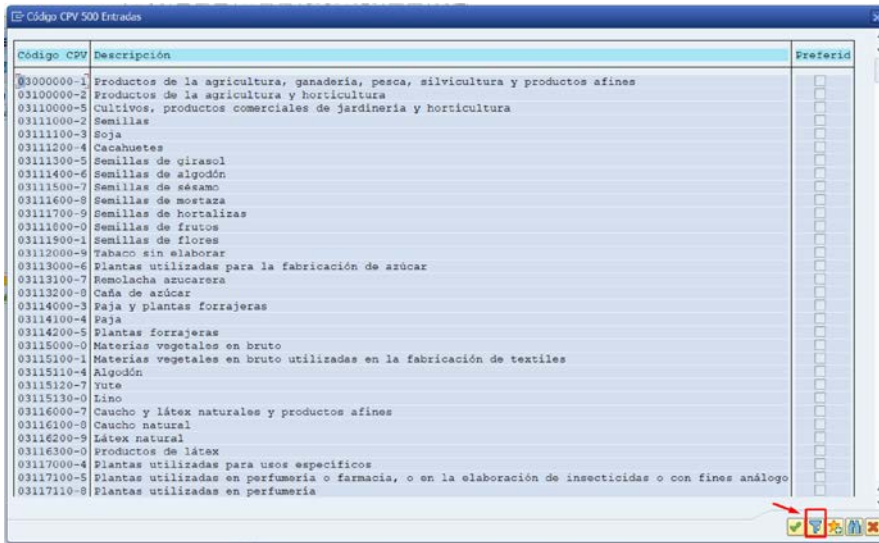 Código CPV 500 Entradas
Código CPV Descripción Preferid
03000000-1 Productos de la agricultura, ganadería, pesca, silvicultura y productos afines
03100000-2 Productos de la agricultura y horticultura
03110000-5 Cultivos, productos comerciales de jardinería y horticultura
03111000-2 Semillas
03111100-3 Soja
03111200-4 Cacahuetes
03111300-5 Semillas de girasol
03111400-6 Semillas de algodón
03111500-7 Semillas de sésamo
03111600-8 Semillas de mostaza
03111700-9 Semillas de hortalizas
03111800-0 Semillas de frutos
03111900-1 Semillas de flores
03112000-9 Tabaco sin elaborar
03113000-6 Plantas utilizadas para la fabricación de azúcar
03113100-7 Remolacha azucarera
03113200-8 Caña de azúcar
03114000-3 Paja y plantas forrajeras
03114100-4 Paja
03114200-5 Plantas forrajeras
03115000-0 Materias vegetales en bruto
03115100-1 Materias vegetales en bruto utilizadas en la fabricación de textiles
03115110-4 Algodón
03115120-7 Yute
03115130-0 Lino
03116000-7 Caucho y látex naturales y productos afines
03116100-8 Caucho natural
03116200-9 Látex natural
03116300-0 Productos de látex
03117000-4 Plantas utilizadas para usos específicos
03117100-5 Plantas utilizadas en perfumería o farmacia, o en la elaboración de insecticidas o con fines análogo
03117110-8 Plantas utilizadas en perfumería